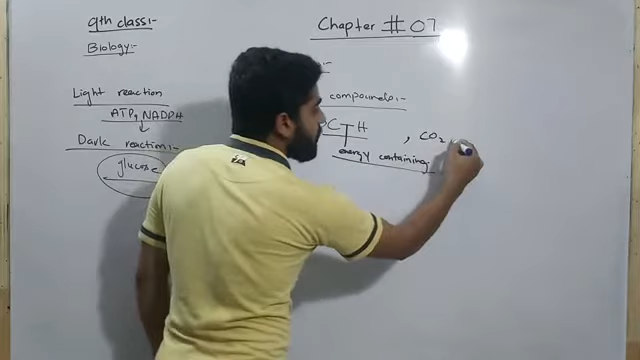 9th class:-
Biology:-
Chapter # 07
Light reaction
ATP, NADPH
Dark reaction:-
glucose
compounds:-
C H
energy containing
, CO2